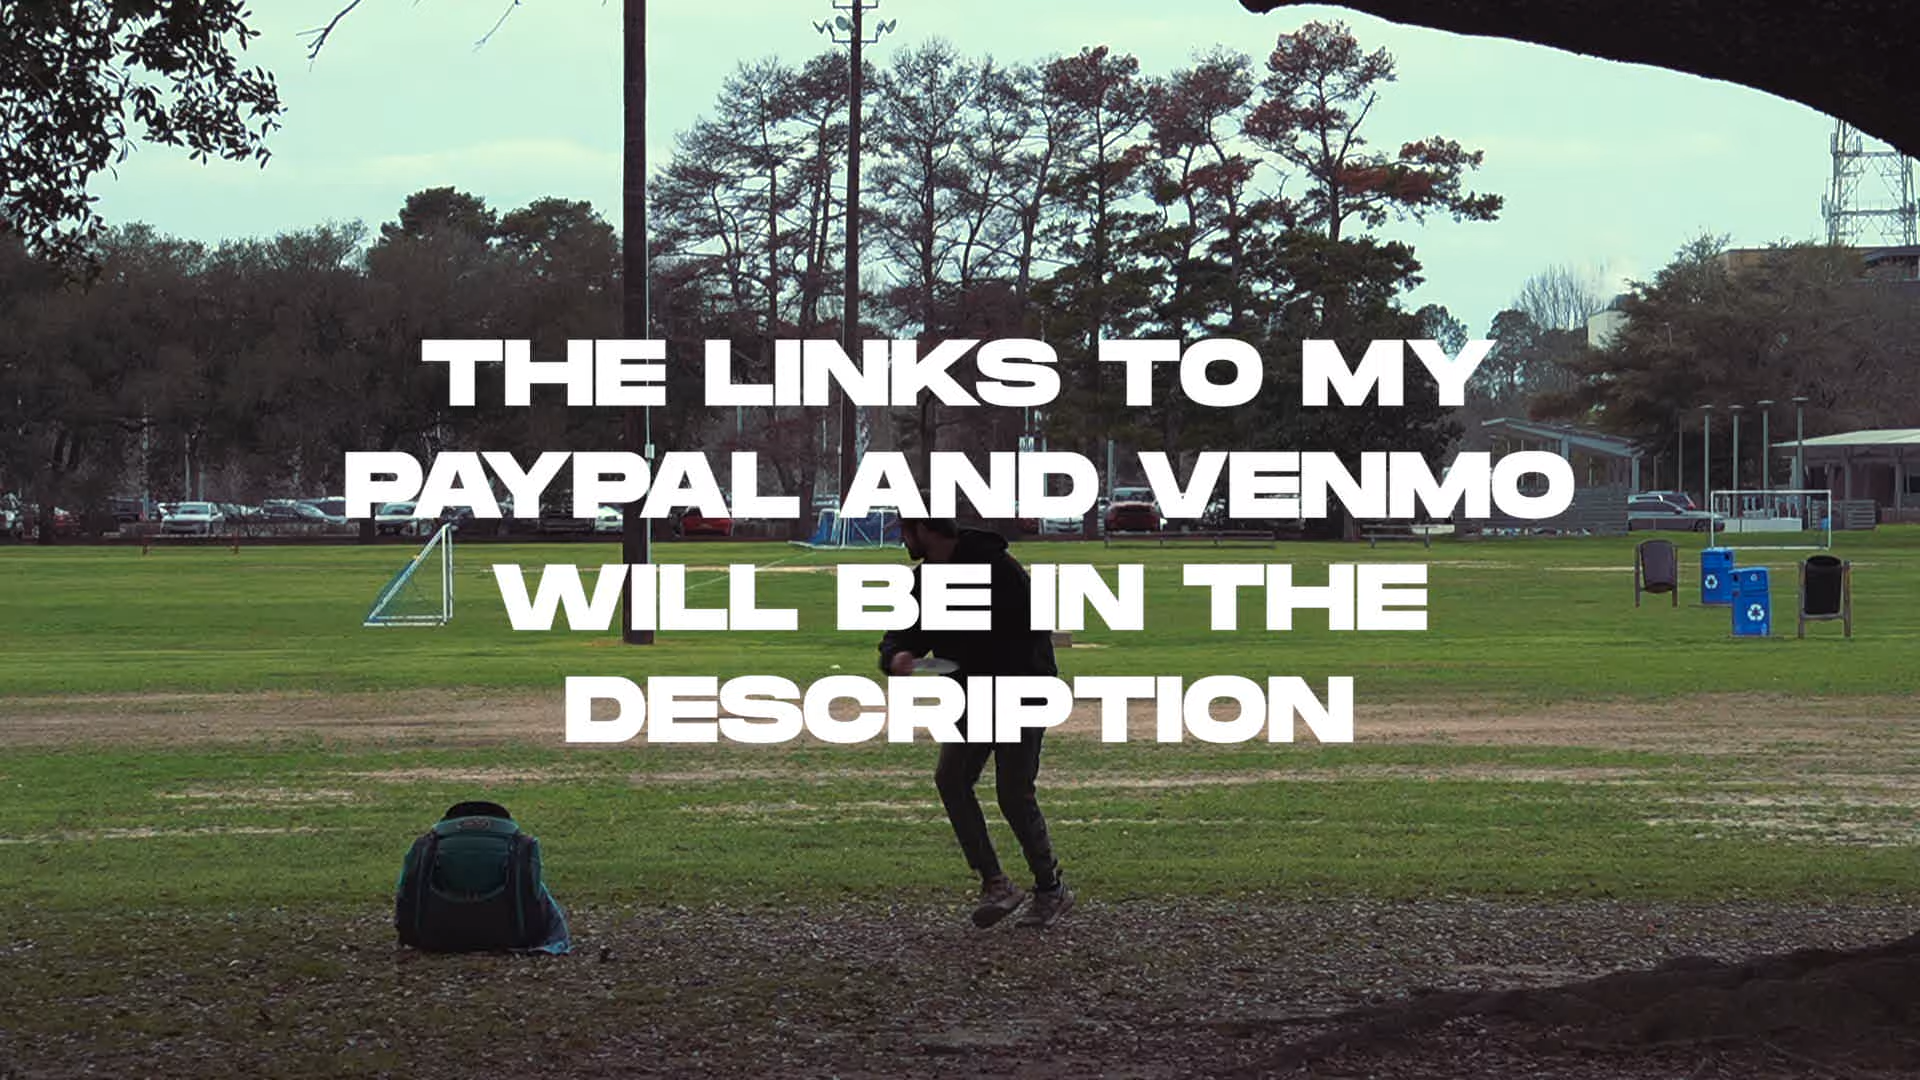 THE LINKS TO MY
PAYPAL AND VENMO
WILL BE IN THE
DESCRIPTION